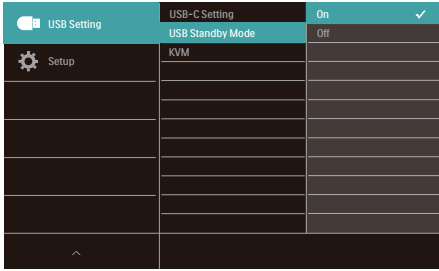 USB Setting
Setup
USB-C Setting
USB Standby Mode
KVM
On
Off